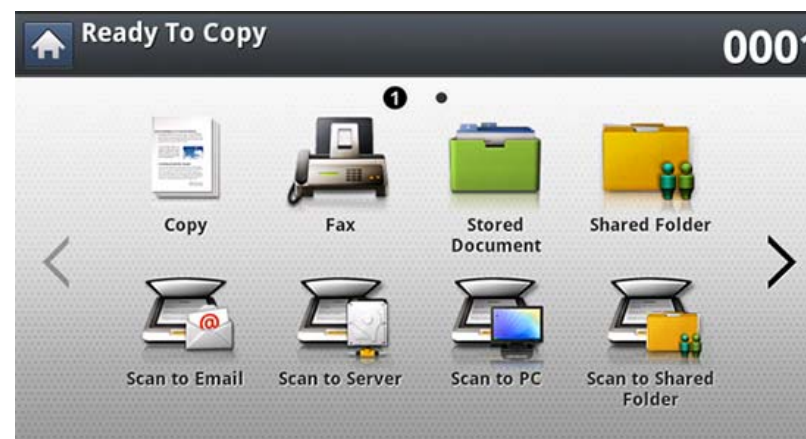 Ready To Copy
0001
1
Copy
Fax
Stored
Document
Shared Folder
@
Scan to Email
Scan to Server
Scan to PC
Scan to Shared
Folder